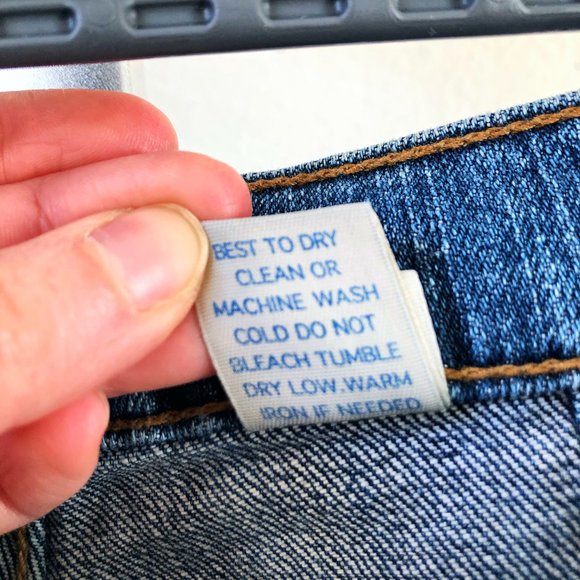 BEST TO DRY
CLEAN OR
MACHINE WASH
COLD DO NOT
BLEACH TUMBLE
DRY LOW.WARM
IRON IF NEEDED